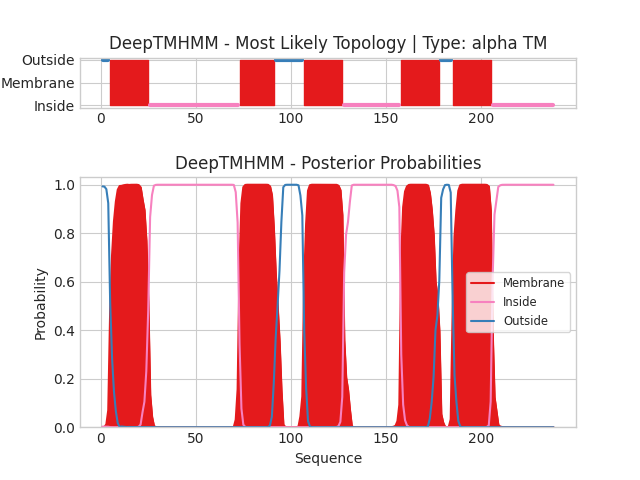 DeepTMHMM - Most Likely Topology | Type: alpha TM
Outside
Membrane
Inside
0 50 100 150 200
DeepTMHMM - Posterior Probabilities
1.0
0.8
0.6
0.4
0.2
0.0
Probability
Membrane
Inside
Outside
0 50 100 150 200
Sequence